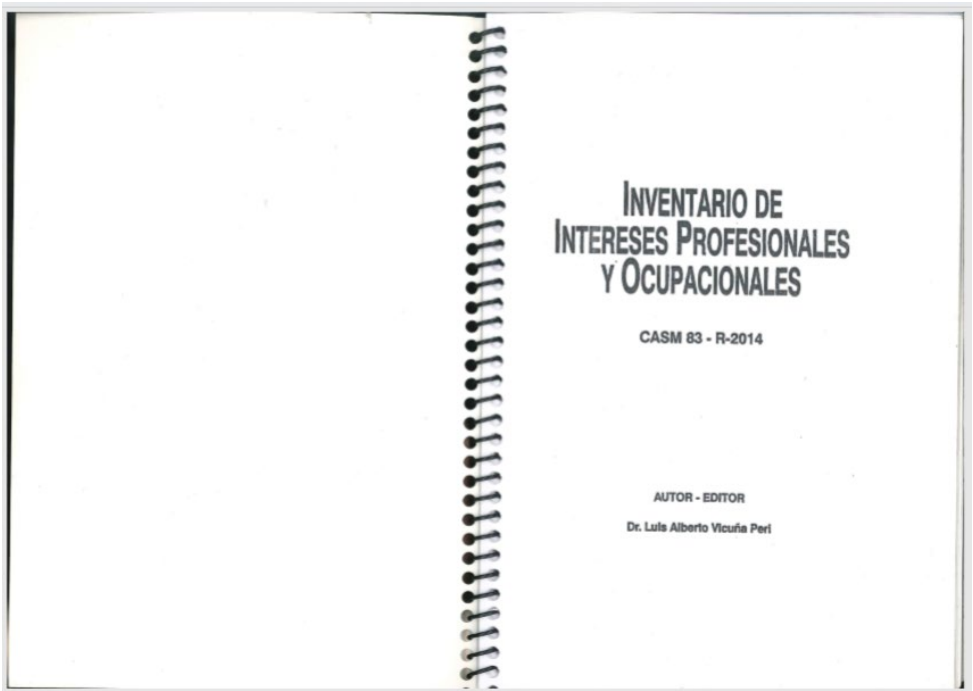 INVENTARIO DE
INTERESES PROFESIONALES
Y OCUPACIONALES
CASM 83 - R-2014
AUTOR - EDITOR
Dr. Luis Alberto Vicuña Peri